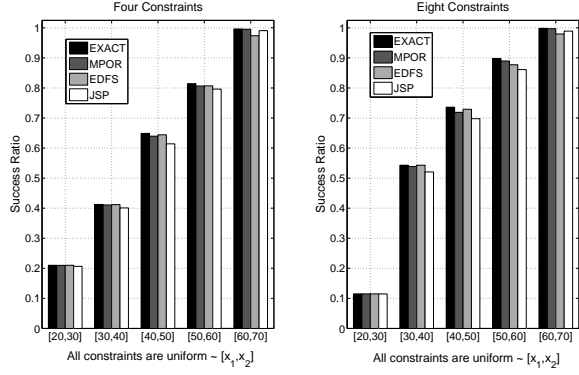 Four Constraints
1
0.9
0.8
0.7
0.6
0.5
0.4
0.3
0.2
0.1
0
Success Ratio
EXACT
MPOR
EDFS
JSP
[20,30] [30,40] [40,50] [50,60] [60,70]
All constraints are uniform ~ [x₁,x₂]
Eight Constraints
1
0.9
0.8
0.7
0.6
0.5
0.4
0.3
0.2
0.1
0
Success Ratio
EXACT
MPOR
EDFS
JSP
[20,30] [30,40] [40,50] [50,60] [60,70]
All constraints are uniform ~ [x₁,x₂]